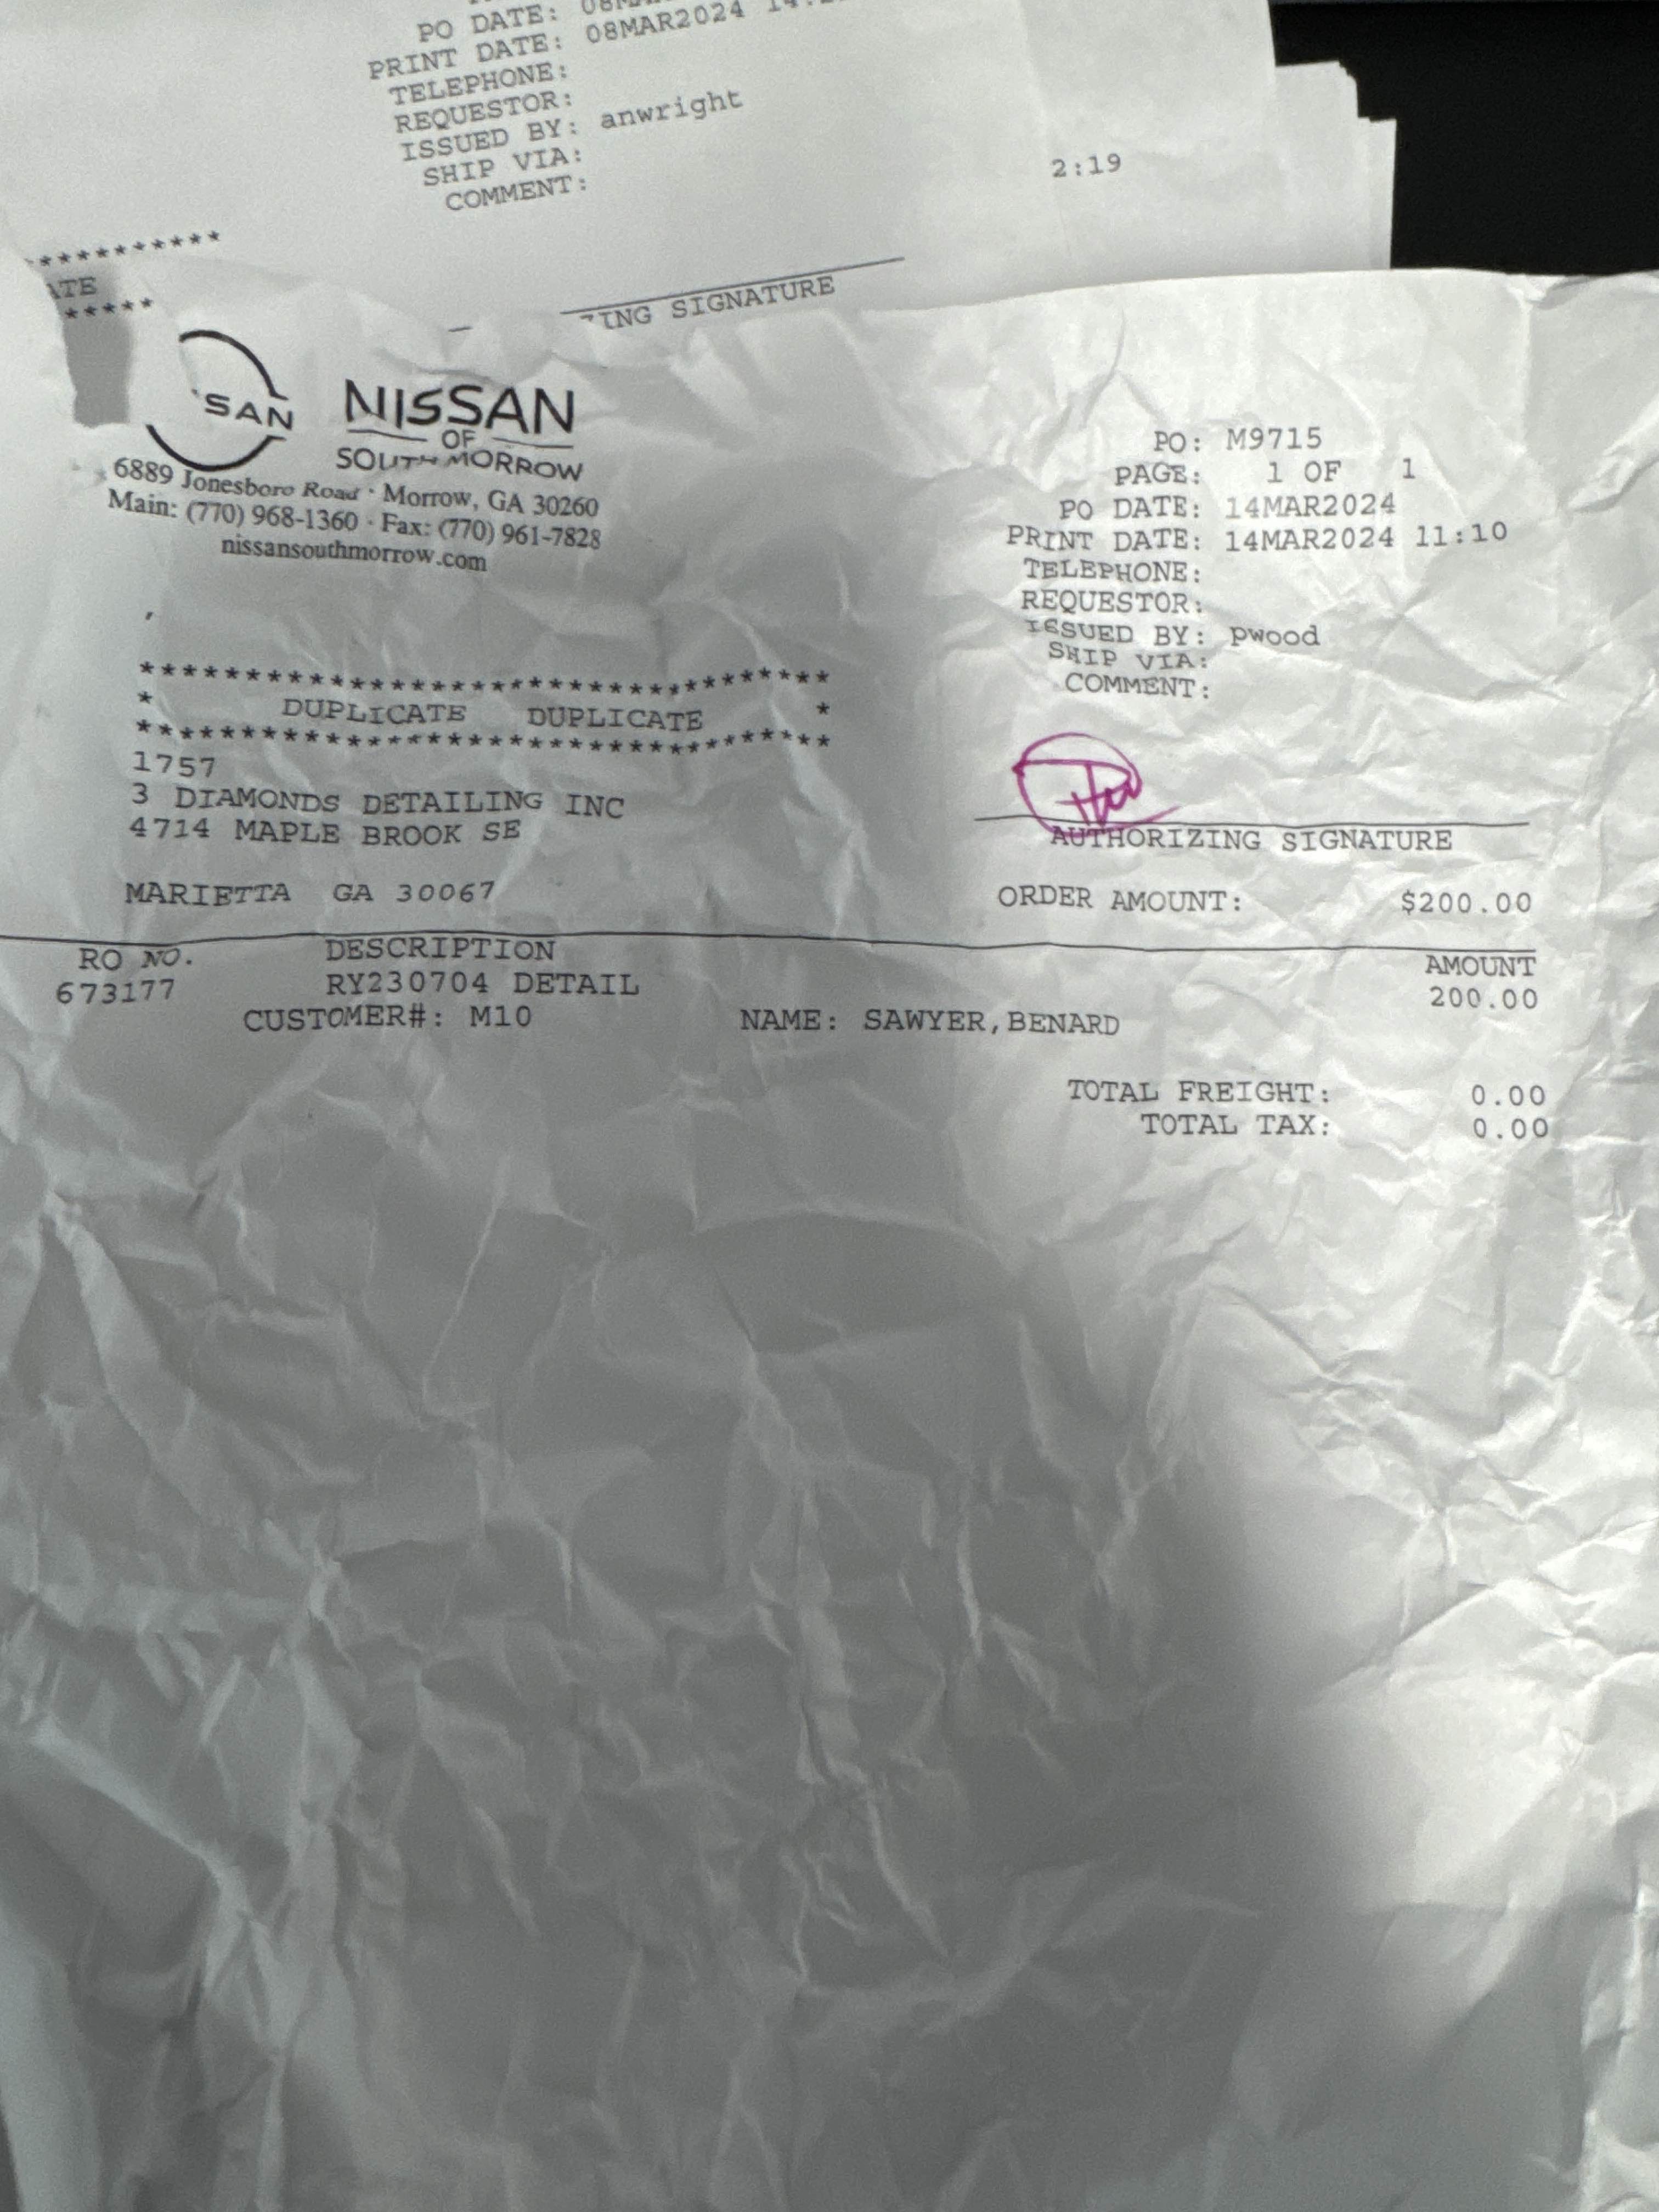 PO DATE:
PRINT DATE: 08MAR2024
TELEPHONE:
REQUESTOR:
ISSUED BY: anwright
SHIP VIA:
COMMENT:
2:19
***********
*****
SIGNATURE
SAN
NISSAN
OF
SOUTH MORROW
6889 Jonesboro Road · Morrow, GA 30260
Main: (770) 968-1360 · Fax: (770) 961-7828
nissansouthmorrow.com
PO: M9715
PAGE: 1 OF 1
PO DATE: 14MAR2024
PRINT DATE: 14MAR2024 11:10
TELEPHONE:
REQUESTOR:
ISSUED BY: pwood
SHIP VIA:
COMMENT:
*********************************
* DUPLICATE DUPLICATE *
*********************************
1757
3 DIAMONDS DETAILING INC
4714 MAPLE BROOK SE
MARIETTA GA 30067
AUTHORIZING SIGNATURE
ORDER AMOUNT: $200.00
RO NO. DESCRIPTION AMOUNT
673177 RY230704 DETAIL 200.00
CUSTOMER#: M10 NAME: SAWYER,BENARD
TOTAL FREIGHT: 0.00
TOTAL TAX: 0.00